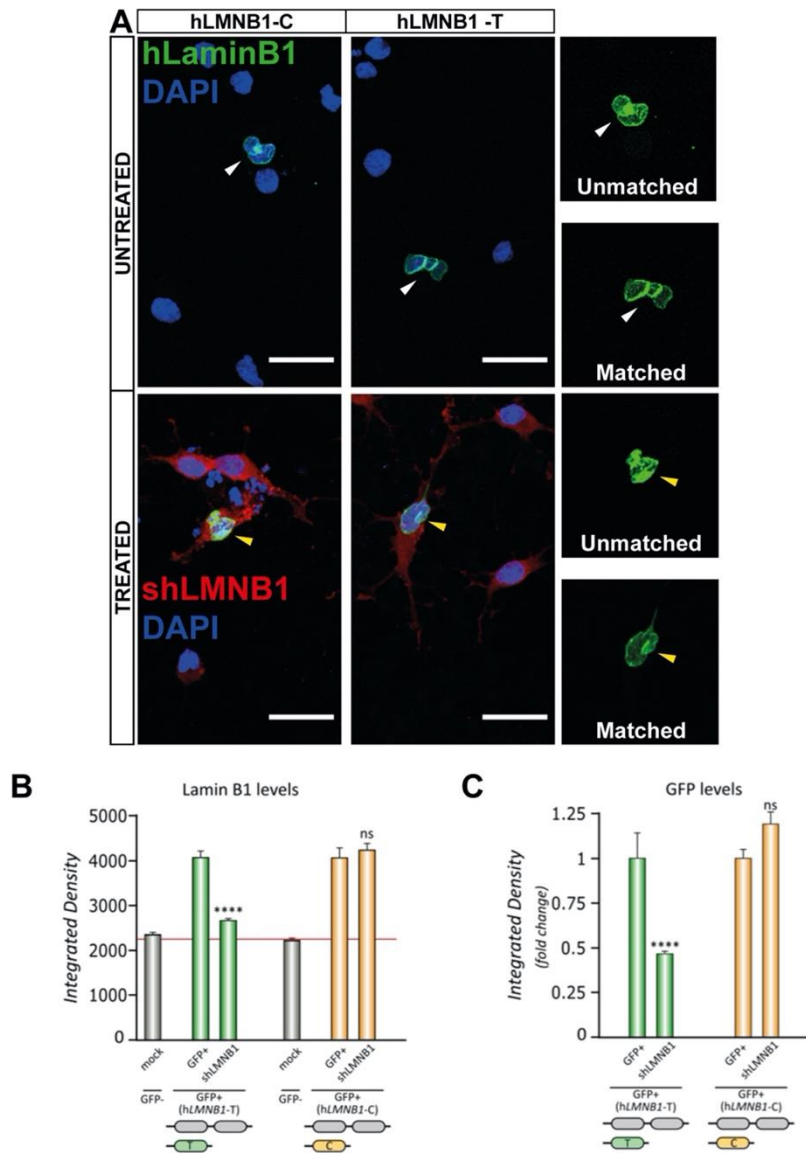 A
hLMNB1-C
hLMNB1 -T
hLaminB1
DAPI
UNTREATED
Unmatched
Matched
shLMNB1
DAPI
TREATED
Unmatched
Matched
B
Lamin B1 levels
Integrated Density
5000
4000
3000
2000
1000
0
****
ns
mock
GFP+
shLMNB1
mock
GFP+
shLMNB1
GFP-
GFP+
(hLMNB1-T)
GFP-
GFP+
(hLMNB1-C)
T
C
C
GFP levels
Integrated Density
(fold change)
1.25
1
0.75
0.5
0.25
0
****
ns
GFP+
shLMNB1
GFP+
shLMNB1
GFP+
(hLMNB1-T)
GFP+
(hLMNB1-C)
T
C